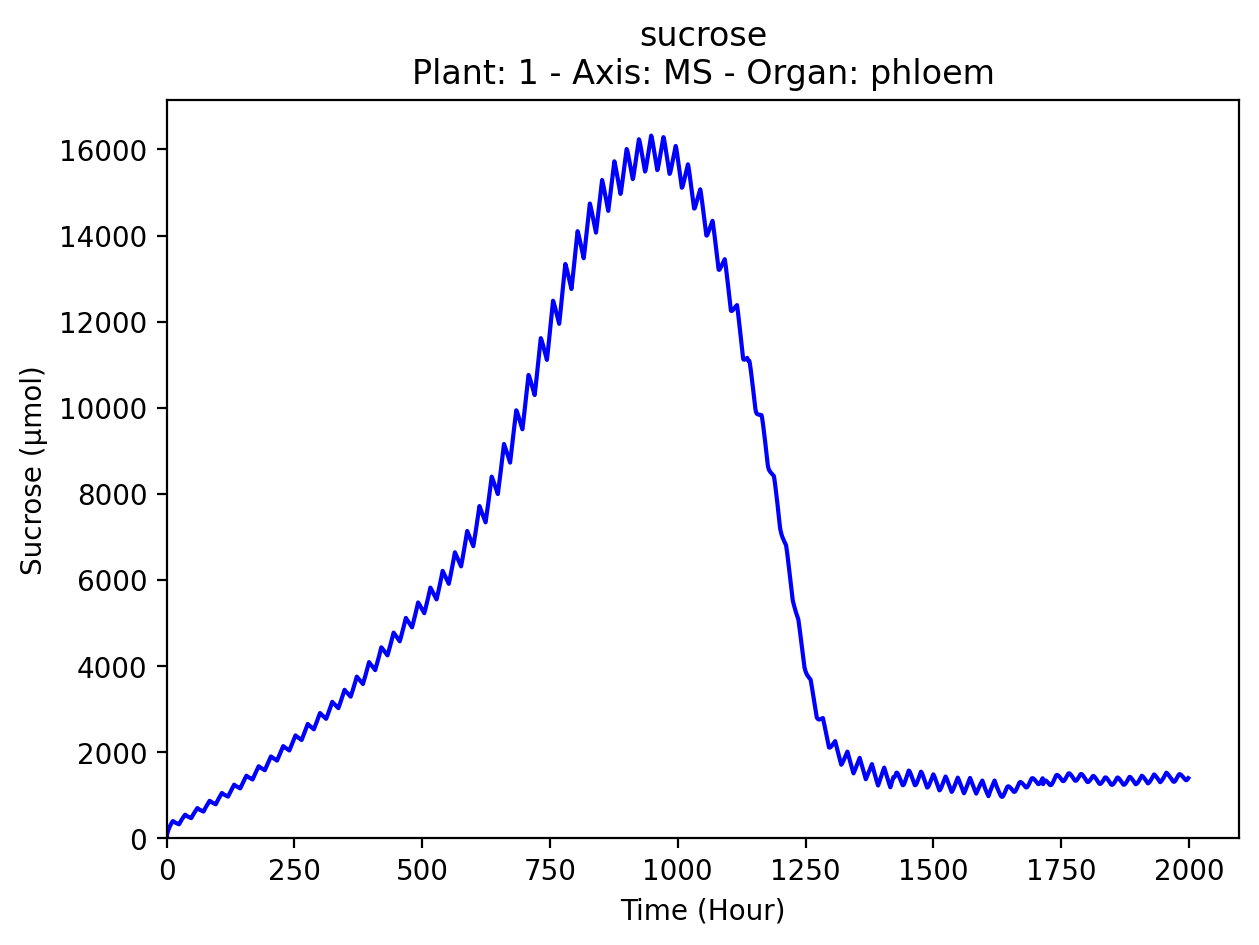 sucrose
Plant: 1 - Axis: MS - Organ: phloem
Sucrose (µmol)
16000
14000
12000
10000
8000
6000
4000
2000
0
0 250 500 750 1000 1250 1500 1750 2000
Time (Hour)